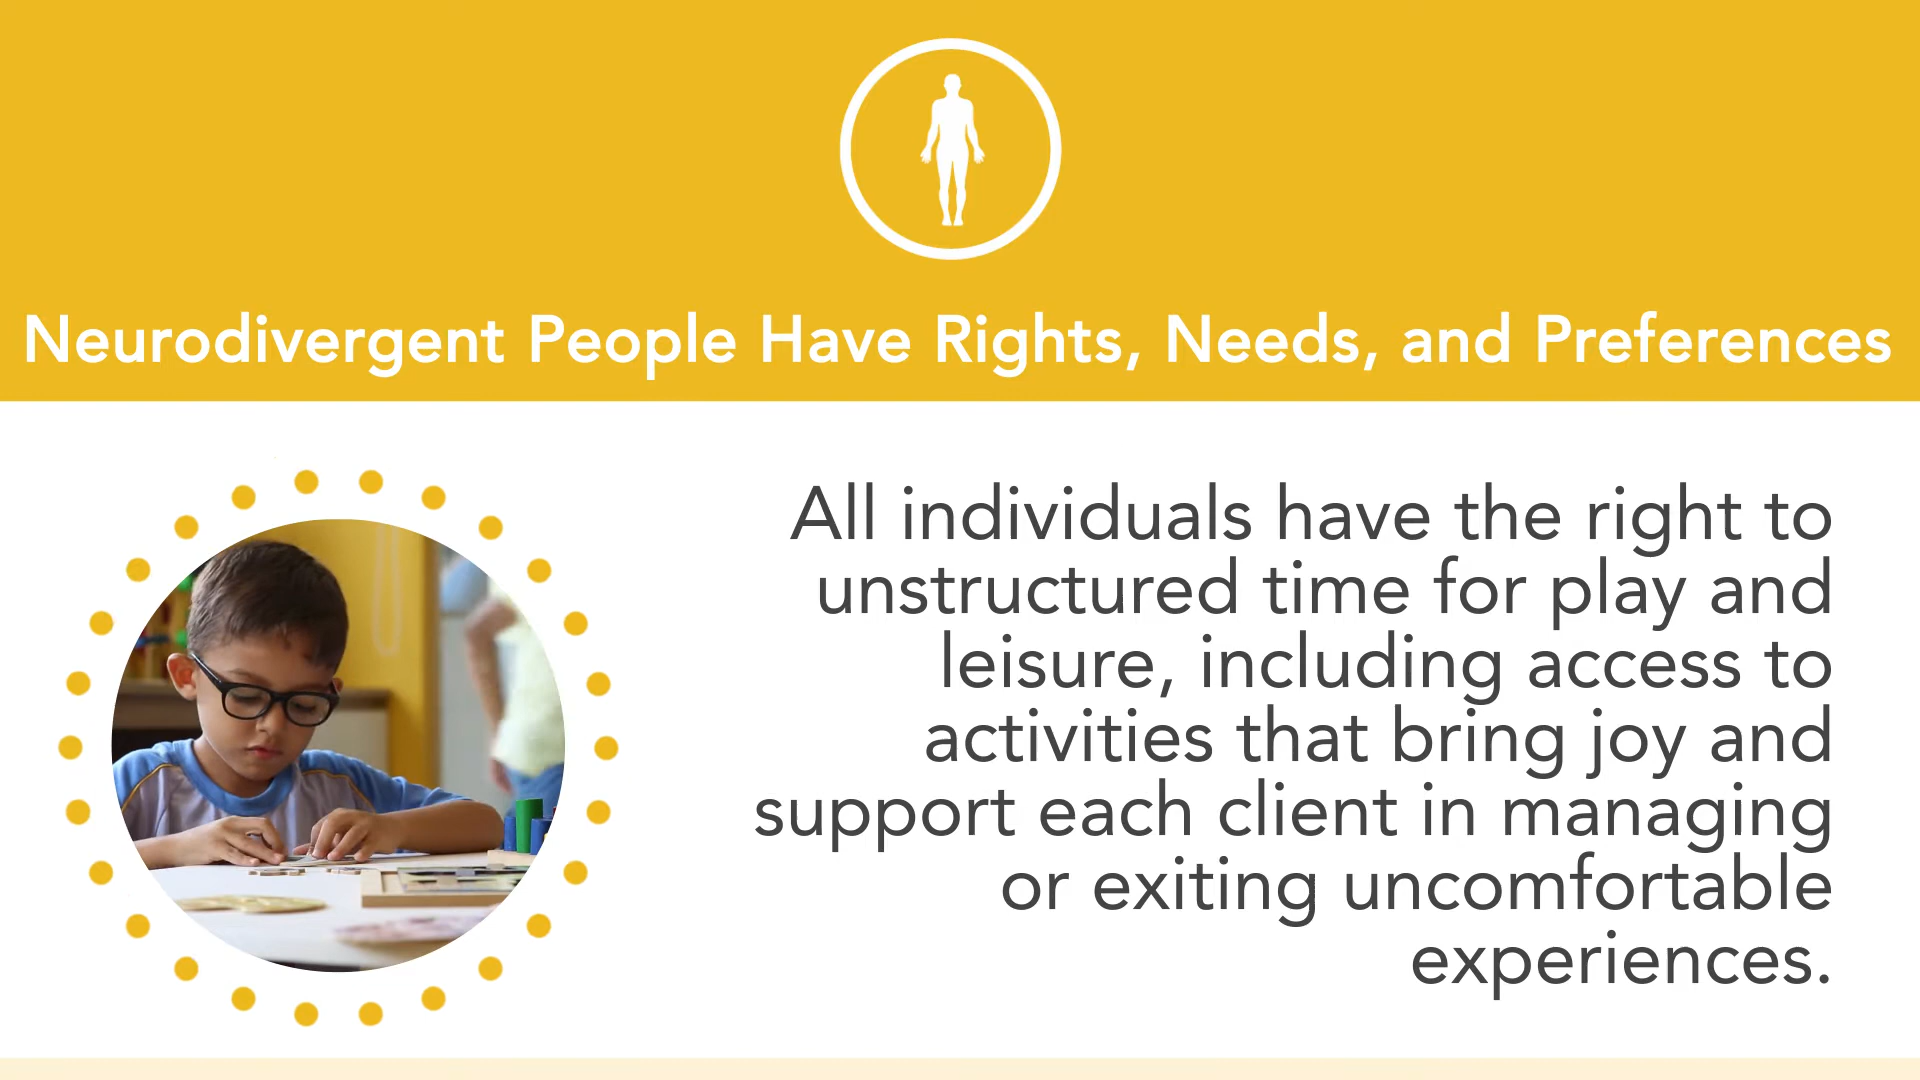 Neurodivergent People Have Rights, Needs, and Preferences
All individuals have the right to
unstructured time for play and
leisure, including access to
activities that bring joy and
support each client in managing
or exiting uncomfortable
experiences.